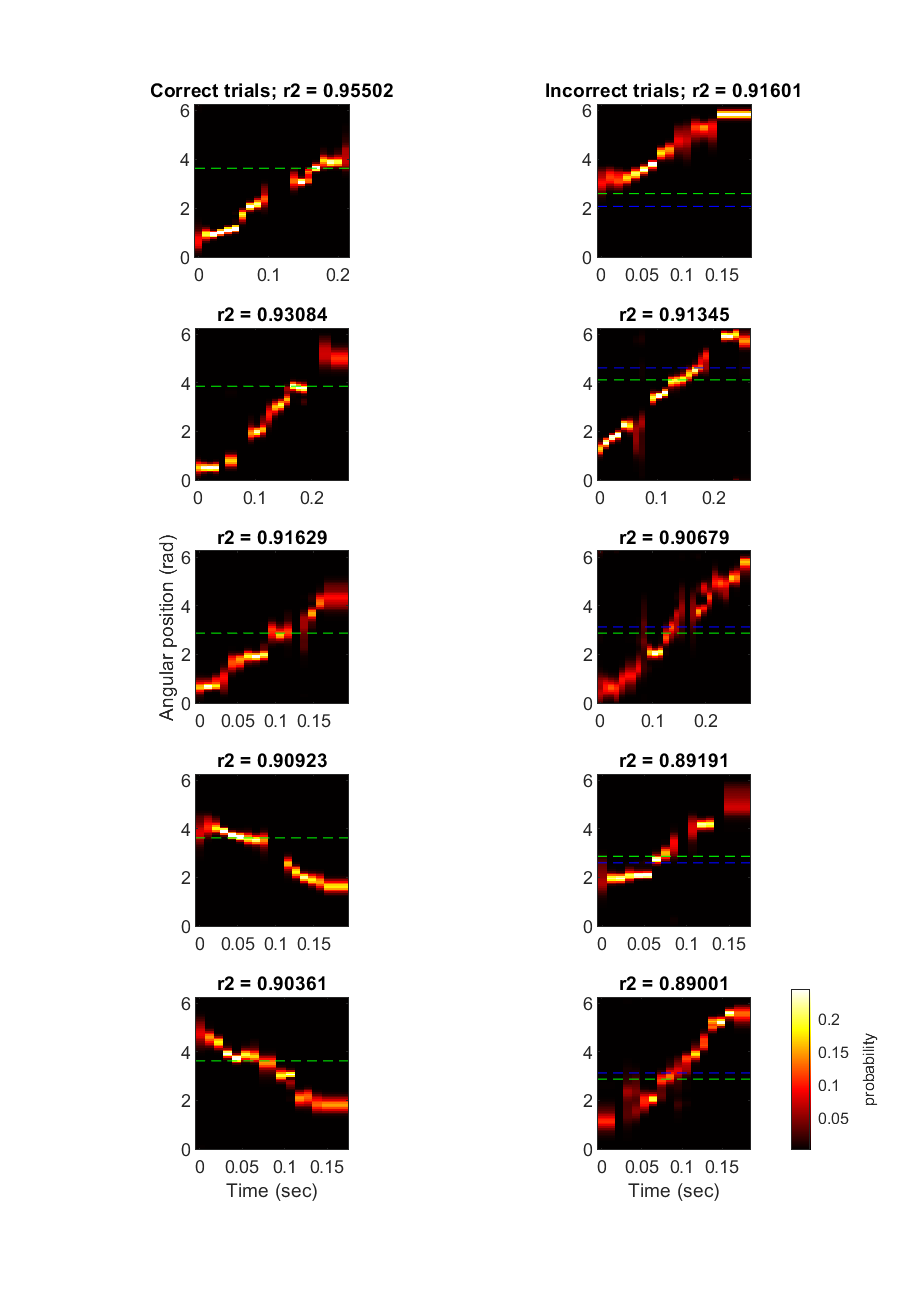 Correct trials; r2 = 0.95502
6
4
2
0
0 0.1 0.2
Incorrect trials; r2 = 0.91601
6
4
2
0
0 0.05 0.1 0.15
r2 = 0.93084
6
4
2
0
0 0.1 0.2
r2 = 0.91345
6
4
2
0
0 0.1 0.2
Angular position (rad)
r2 = 0.91629
6
4
2
0
0 0.05 0.1 0.15
r2 = 0.90679
6
4
2
0
0 0.1 0.2
r2 = 0.90923
6
4
2
0
0 0.05 0.1 0.15
r2 = 0.89191
6
4
2
0
0 0.05 0.1 0.15
r2 = 0.90361
6
4
2
0
0 0.05 0.1 0.15
Time (sec)
r2 = 0.89001
6
4
2
0
0 0.05 0.1 0.15
Time (sec)
0.2
0.15
0.1
0.05
probability